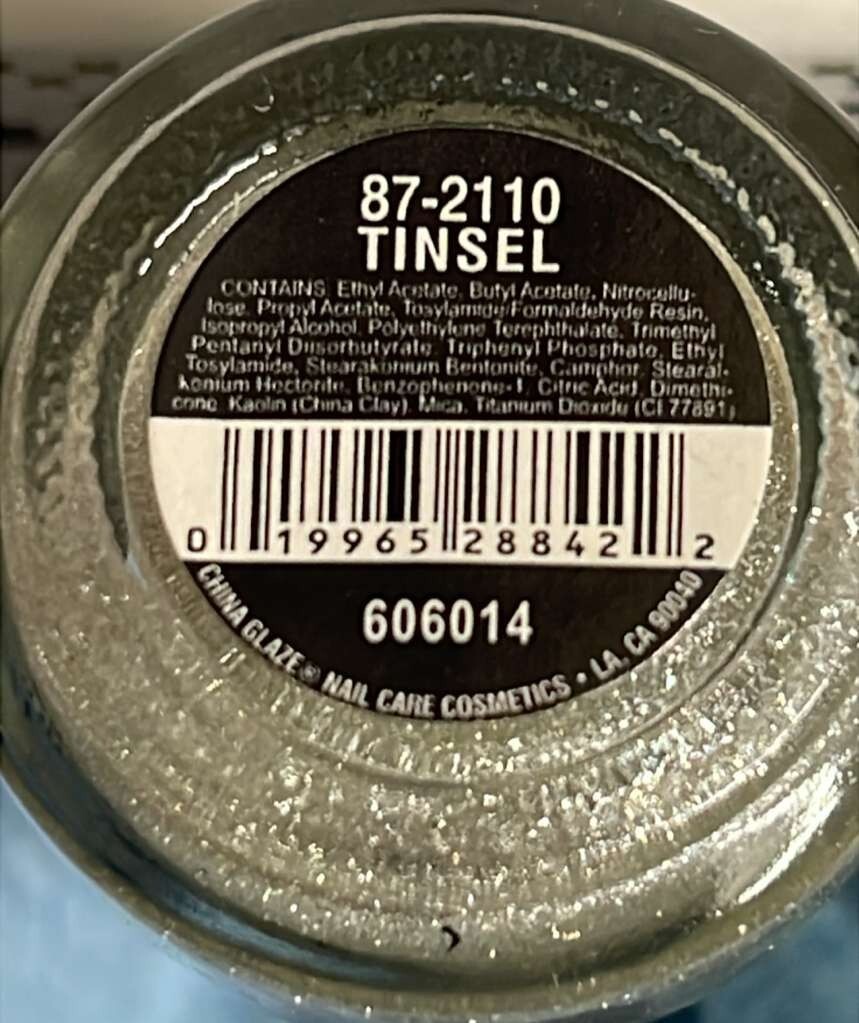 87-2110
TINSEL
CONTAINS: Ethyl Acetate, Butyl Acetate, Nitrocellu-
lose, Propyl Acetate, Tosylamide/Formaldehyde Resin,
Isopropyl Alcohol, Polyethylene Terephthalate, Trimethyl
Pentanyl Diisorbutyrate, Triphenyl Phosphate, Ethyl
Tosylamide, Stearakonium Bentonite, Camphor, Stearal-
konium Hectorite, Benzophenone-1, Citric Acid, Dimethi-
cone, Kaolin (China Clay), Mica, Titanium Dioxide (CI 77891)
0 19965 28842 2
606014
CHINA GLAZE® NAIL CARE COSMETICS • LA, CA 90040